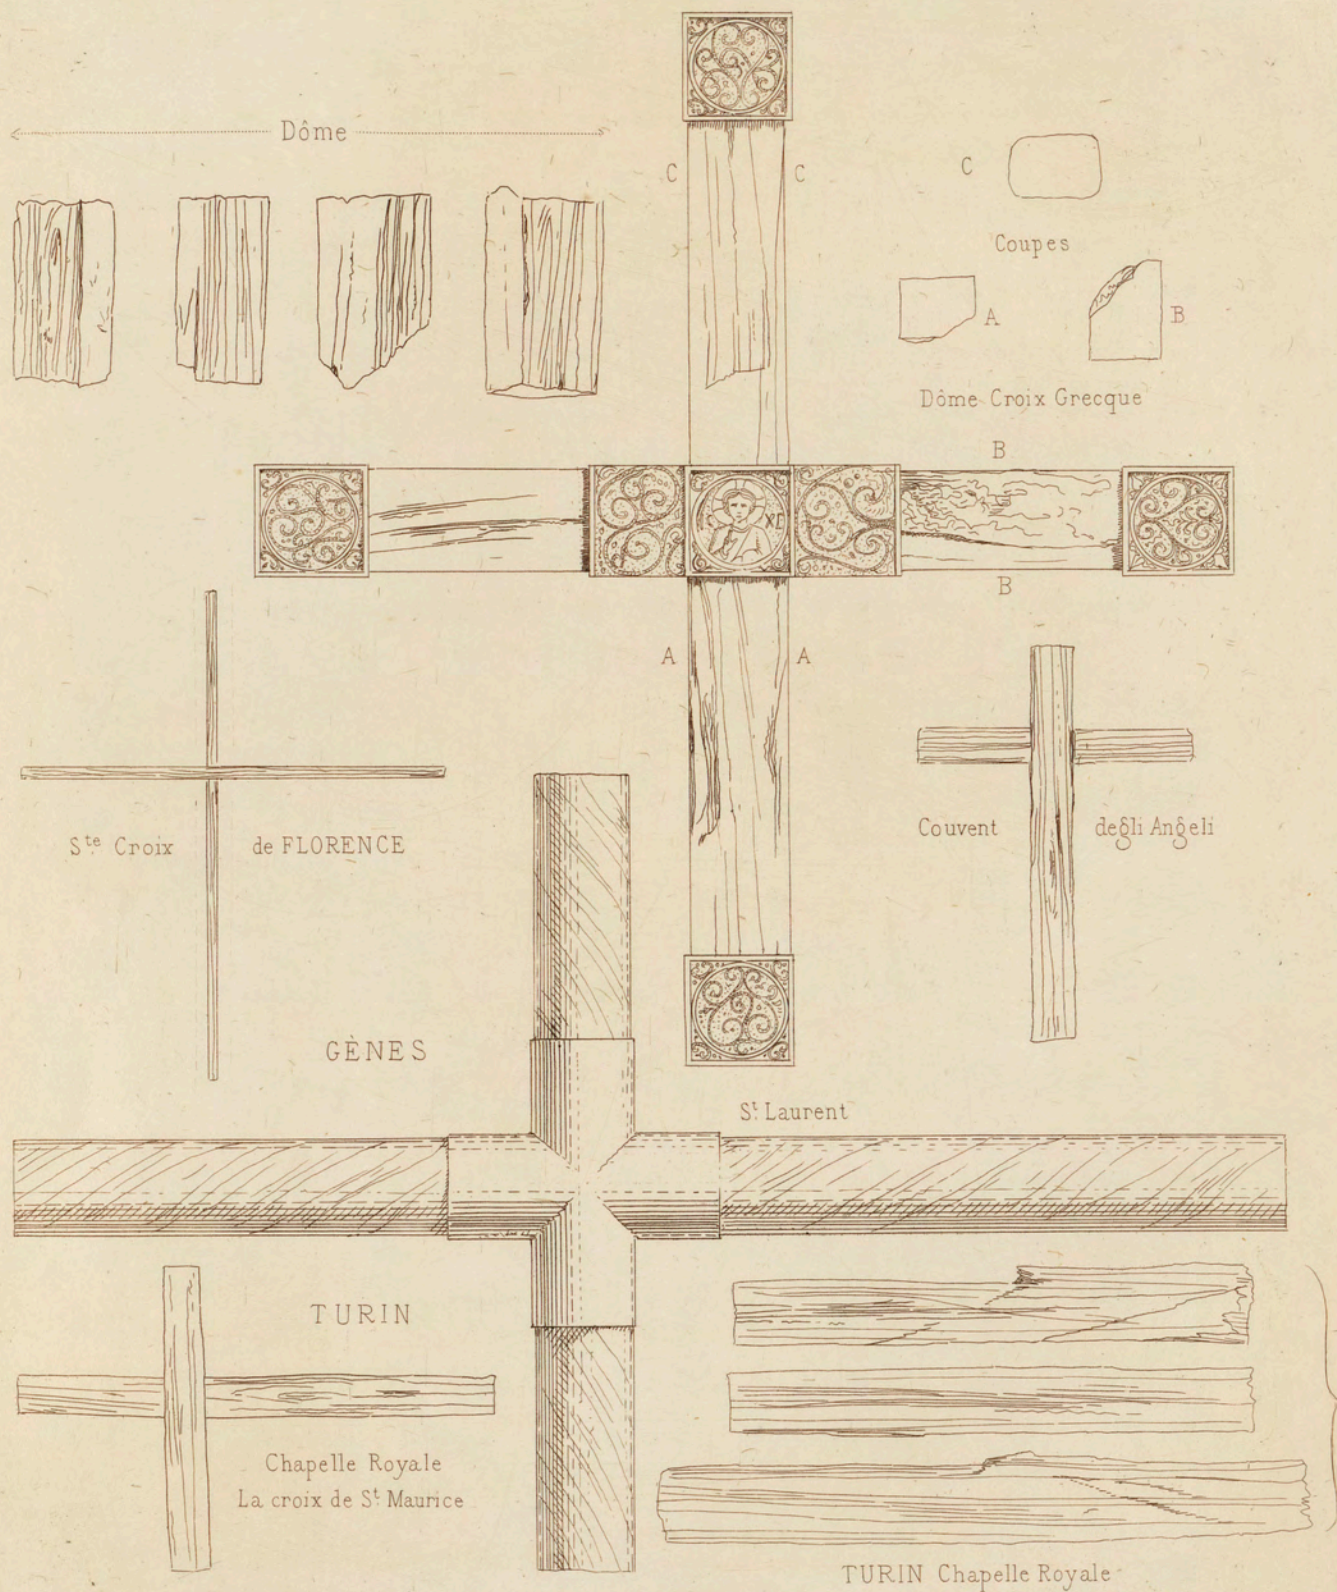 Dôme
C C
C
Coupes
A B
Dôme Croix Grecque
B
XC
B
A A
Ste Croix de FLORENCE
Couvent degli Angeli
GÈNES
St Laurent
TURIN
Chapelle Royale
La croix de St Maurice
TURIN Chapelle Royale